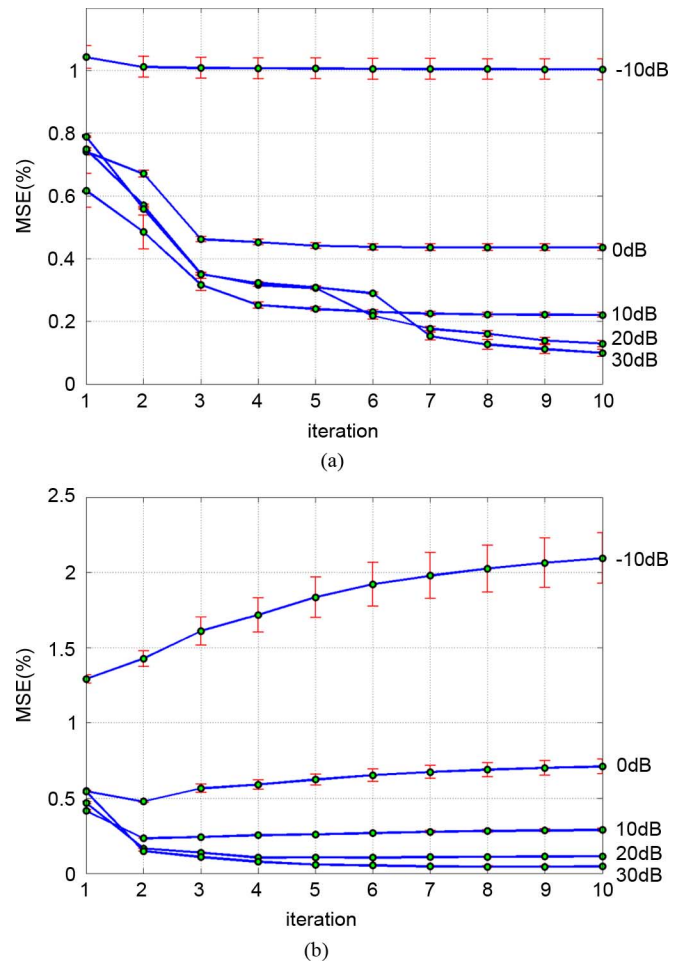 1
0.8
0.6
0.4
0.2
0
MSE(%)
-10dB
0dB
10dB
20dB
30dB
1 2 3 4 5 6 7 8 9 10
iteration
(a)
2.5
2
1.5
1
0.5
0
MSE(%)
-10dB
0dB
10dB
20dB
30dB
1 2 3 4 5 6 7 8 9 10
iteration
(b)